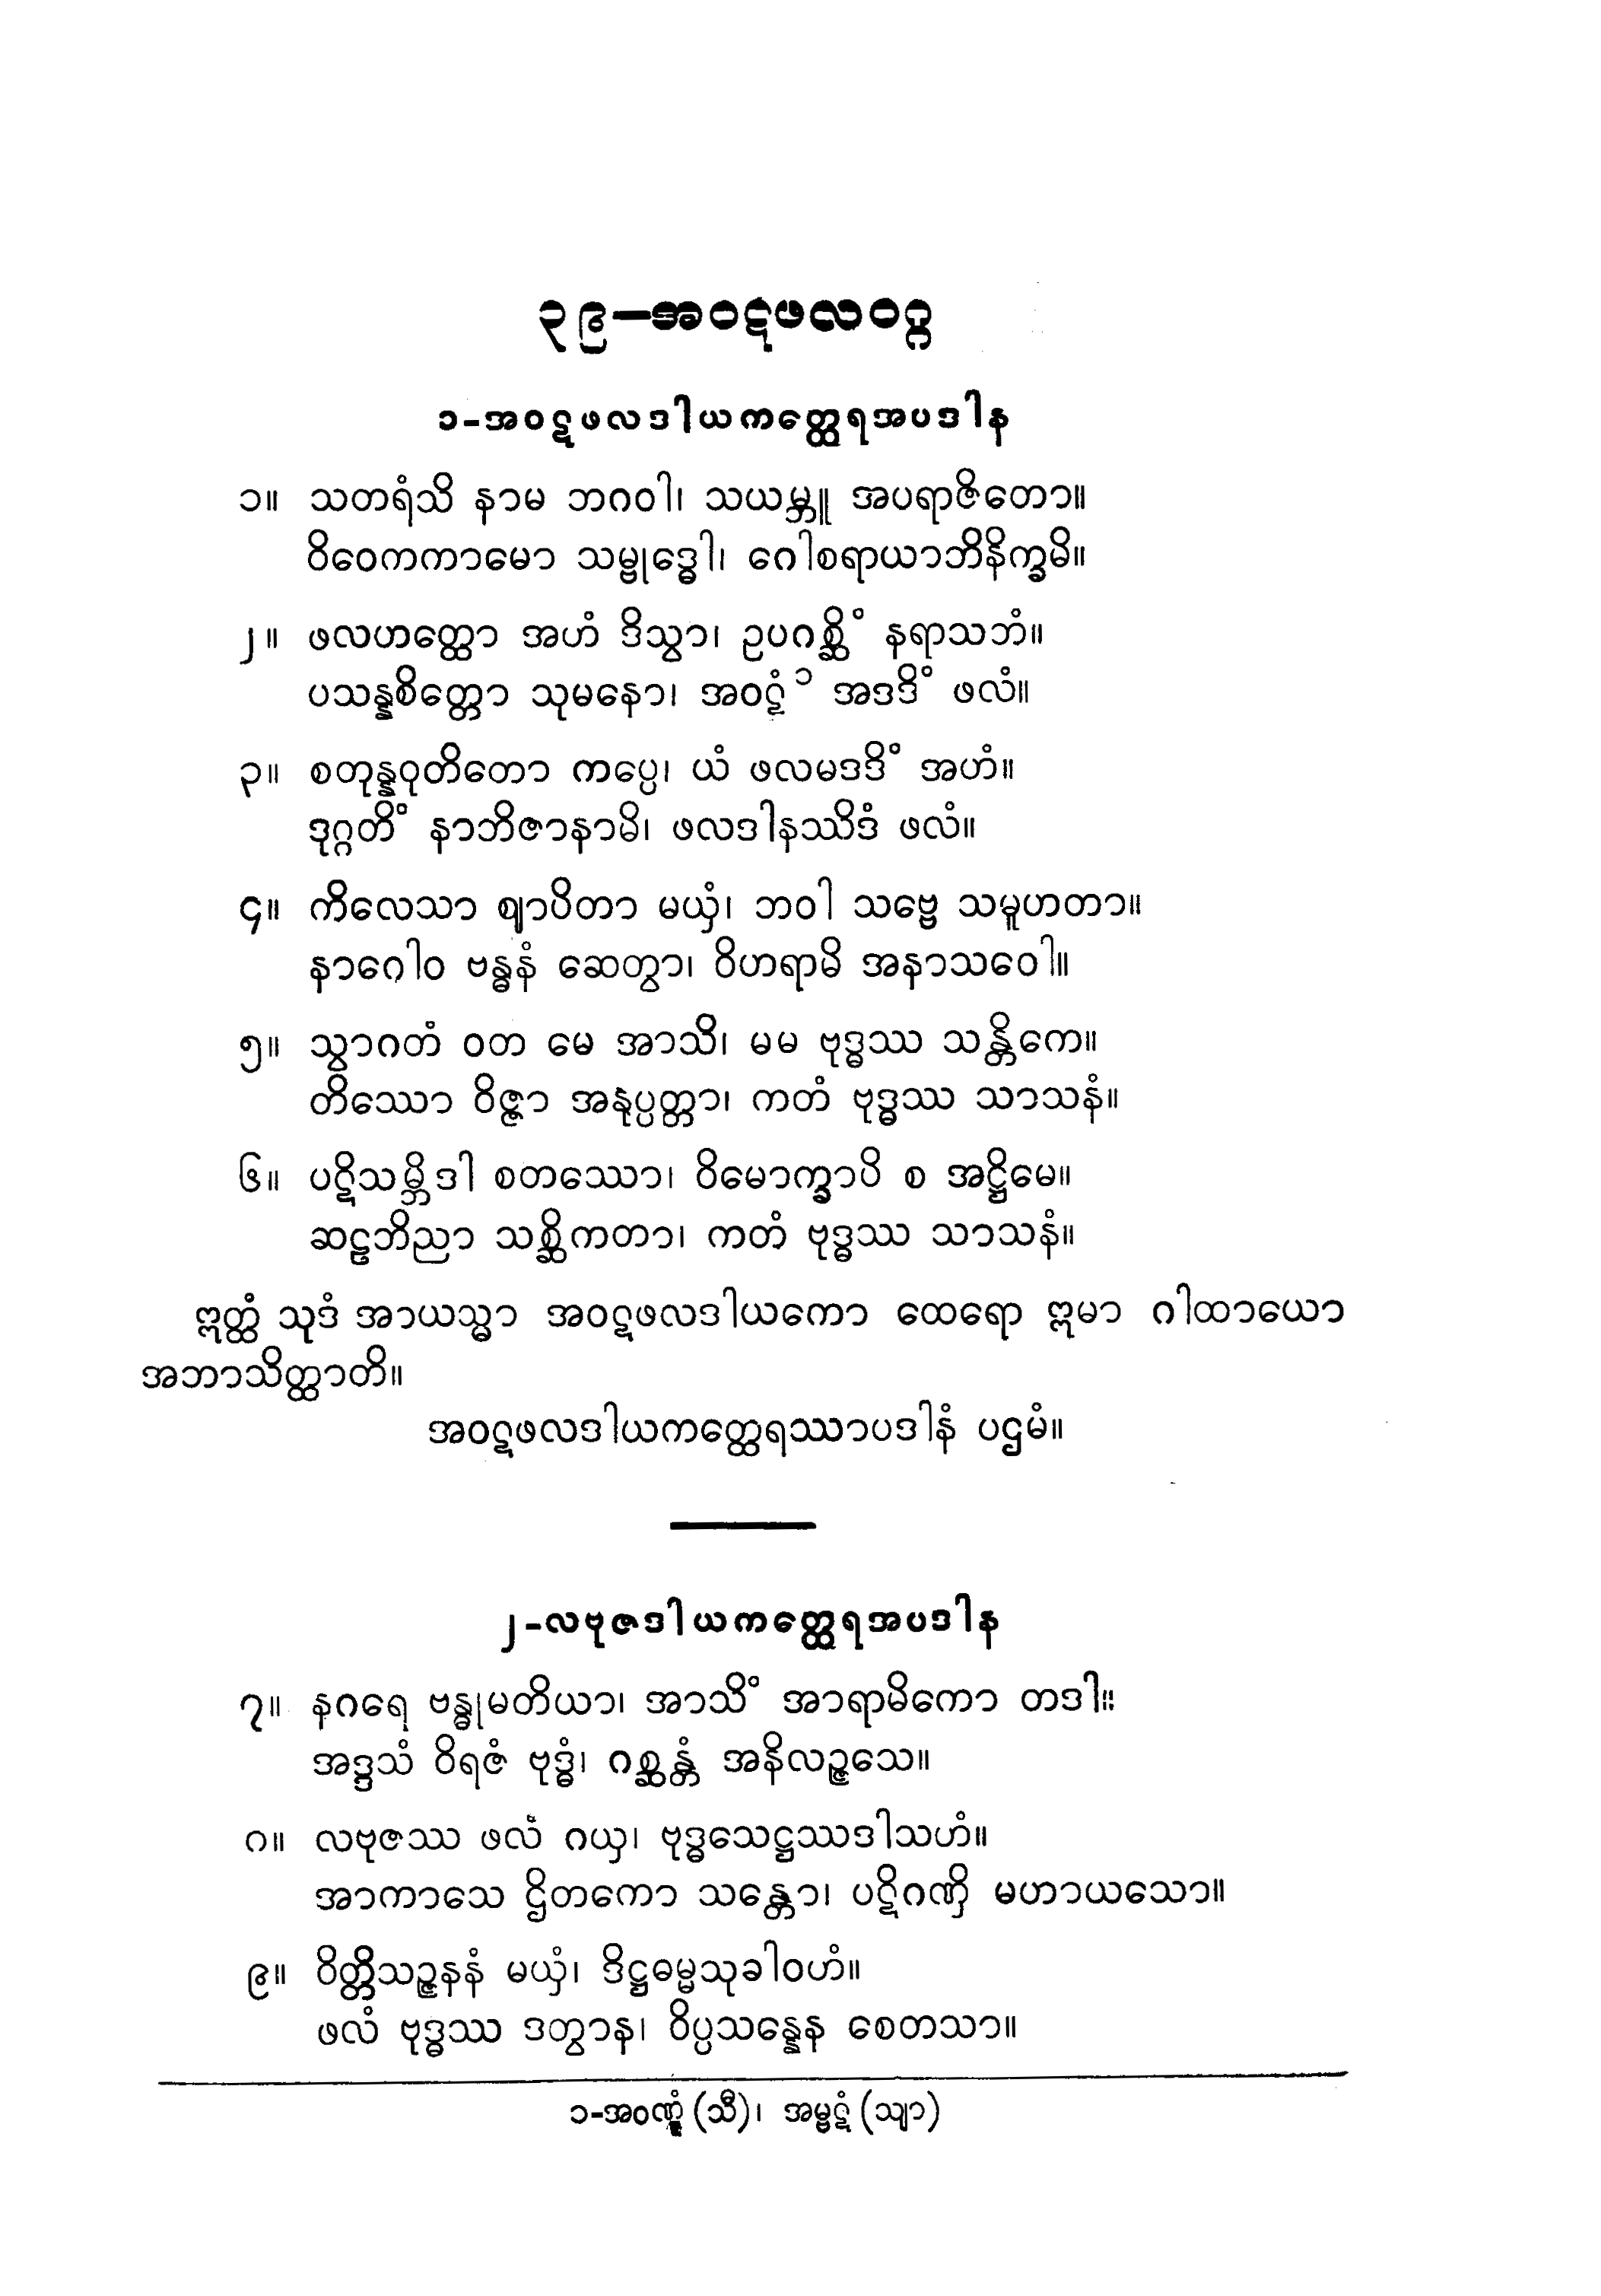 ၃၉–အဝဋဖလဝဂ္ဂ
၁-အဝဋဖလဒါယကတ္ထေရအပဒါန
၁။ သတရံသိ နာမ ဘဂဝါ၊ သယမ္ဘူ အပရာဇိတော။
ဝိဝေကကာမော သမ္ဗုဒ္ဓေါ၊ ဂေါစရာယာဘိနိက္ခမိ။
၂။ ဖလဟတ္ထော အဟံ ဒိသွာ၊ ဥပဂစ္ဆိံ နရာသဘံ။
ပသန္နစိတ္တော သုမနော၊ အဝဋံ ၁ အဒဒိံ ဖလံ။
၃။ စတုန္နဝုတိတော ကပ္ပေ၊ ယံ ဖလမဒဒိံ အဟံ။
ဒုဂ္ဂတိံ နာဘိဇာနာမိ၊ ဖလဒါနဿိဒံ ဖလံ။
၄။ ကိလေသာ ဈာပိတာ မယှံ၊ ဘဝါ သဗ္ဗေ သမူဟတာ။
နာဂေါဝ ဗန္ဓနံ ဆေတွာ၊ ဝိဟရာမိ အနာသဝေါ။
၅။ သွာဂတံ ဝတ မေ အာသိ၊ မမ ဗုဒ္ဓဿ သန္တိကေ။
တိဿော ဝိဇ္ဇာ အနုပ္ပတ္တာ၊ ကတံ ဗုဒ္ဓဿ သာသနံ။
၆။ ပဋိသမ္ဘိဒါ စတဿော၊ ဝိမောက္ခာပိ စ အဋ္ဌိမေ။
ဆဠဘိညာ သစ္ဆိကတာ၊ ကတံ ဗုဒ္ဓဿ သာသနံ။
ဣတ္ထံ သုဒံ အာယသ္မာ အဝဋဖလဒါယကော ထေရော ဣမာ ဂါထာယော
အဘာသိတ္ထာတိ။
အဝဋဖလဒါယကတ္ထေရဿာပဒါနံ ပဌမံ။
၂-လဗုဇဒါယကတ္ထေရအပဒါန
၇။ နဂရေ ဗန္ဓုမတိယာ၊ အာသိံ အာရာမိကော တဒါ။
အဒ္ဒသံ ဝိရဇံ ဗုဒ္ဓံ၊ ဂစ္ဆန္တံ အနိလဉ္ဇသေ။
၈။ လဗုဇဿ ဖလံ ဂယှ၊ ဗုဒ္ဓသေဋ္ဌဿဒါသဟံ။
အာကာသေ ဌိတကော သန္တော၊ ပဋိဂဏှိ မဟာယသော။
၉။ ဝိတ္တိသဉ္ဇနနံ မယှံ၊ ဒိဋ္ဌဓမ္မသုခါဝဟံ။
ဖလံ ဗုဒ္ဓဿ ဒတွာန၊ ဝိပ္ပသန္နေန စေတသာ။
၁-အဝဏ္ဋံ (သီ)၊ အမ္ဗဋံ (သျာ)